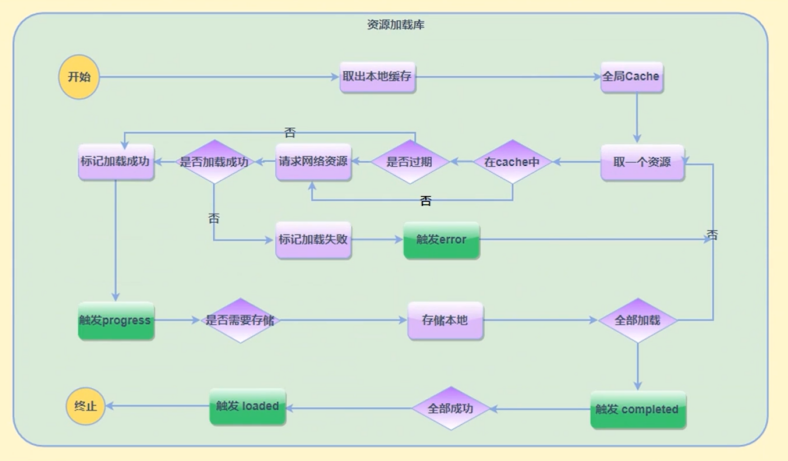 资源加载库
开始
取出本地缓存
全局Cache
否
标记加载成功
是否加载成功
请求网络资源
是否过期
在cache中
取一个资源
否
否
标记加载失败
触发error
否
触发progress
是否需要存储
存储本地
全部加载
终止
触发 loaded
全部成功
触发 completed